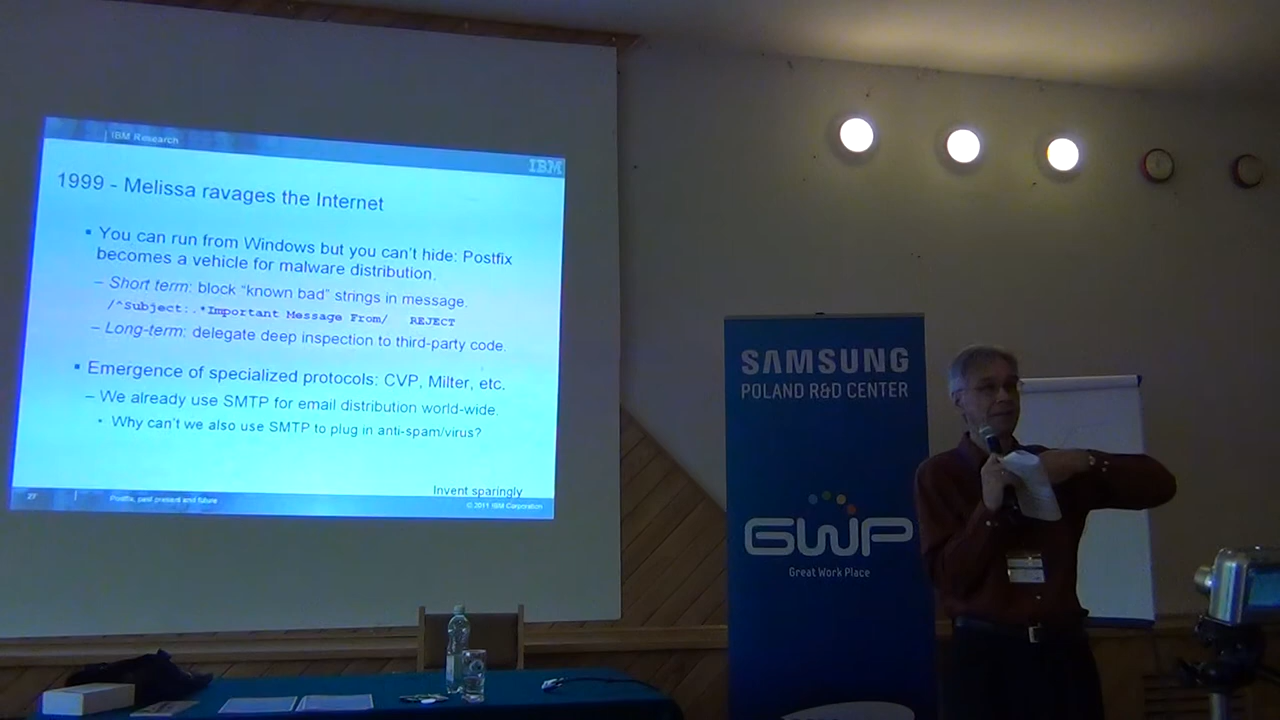 IBM Research
IBM
1999 - Melissa ravages the Internet
▪ You can run from Windows but you can't hide: Postfix
becomes a vehicle for malware distribution.
– Short term: block "known bad" strings in message.
/^Subject:.*Important Message From/ REJECT
– Long-term: delegate deep inspection to third-party code.
▪ Emergence of specialized protocols: CVP, Milter, etc.
– We already use SMTP for email distribution world-wide.
• Why can't we also use SMTP to plug in anti-spam/virus?
Invent sparingly
27 Postfix, past present and future © 2011 IBM Corporation
SAMSUNG
POLAND R&D CENTER
GWP
Great Work Place
SAMSUNG